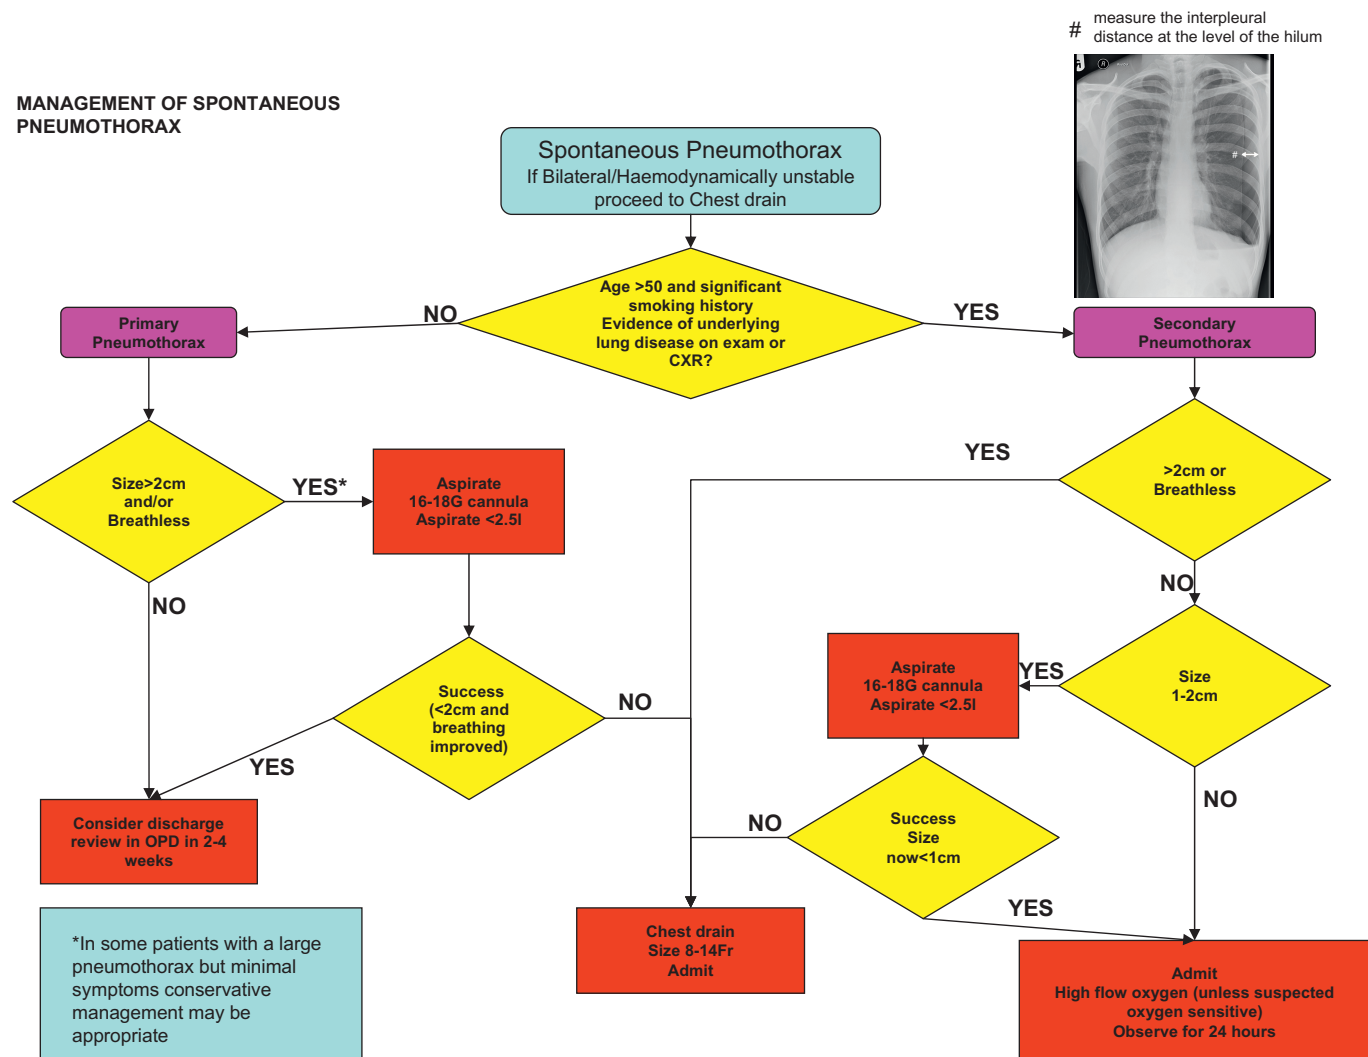 # measure the interpleural
distance at the level of the hilum
MANAGEMENT OF SPONTANEOUS
PNEUMOTHORAX
Spontaneous Pneumothorax
If Bilateral/Haemodynamically unstable
proceed to Chest drain
Age >50 and significant
smoking history
Evidence of underlying
lung disease on exam or
CXR?
NO
YES
Primary
Pneumothorax
Secondary
Pneumothorax
R
#
Size>2cm
and/or
Breathless
YES*
Aspirate
16-18G cannula
Aspirate <2.5l
YES
>2cm or
Breathless
NO
NO
Success
(<2cm and
breathing
improved)
NO
YES
Aspirate
16-18G cannula
Aspirate <2.5l
YES
Size
1-2cm
NO
Consider discharge
review in OPD in 2-4
weeks
NO
Success
Size
now<1cm
YES
*In some patients with a large
pneumothorax but minimal
symptoms conservative
management may be
appropriate
Chest drain
Size 8-14Fr
Admit
Admit
High flow oxygen (unless suspected
oxygen sensitive)
Observe for 24 hours